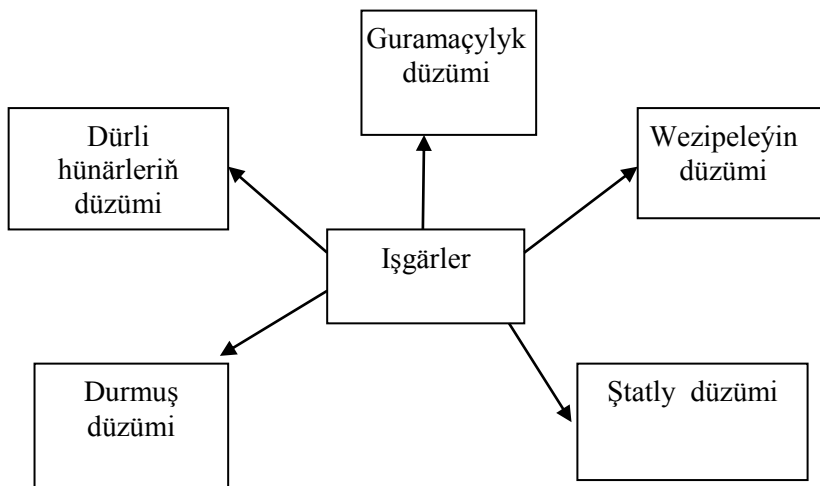 Guramaçylyk
düzümi
Dürli
hünärleriň
düzümi
Wezipeleýin
düzümi
Işgärler
Durmuş
düzümi
Ştatly düzümi